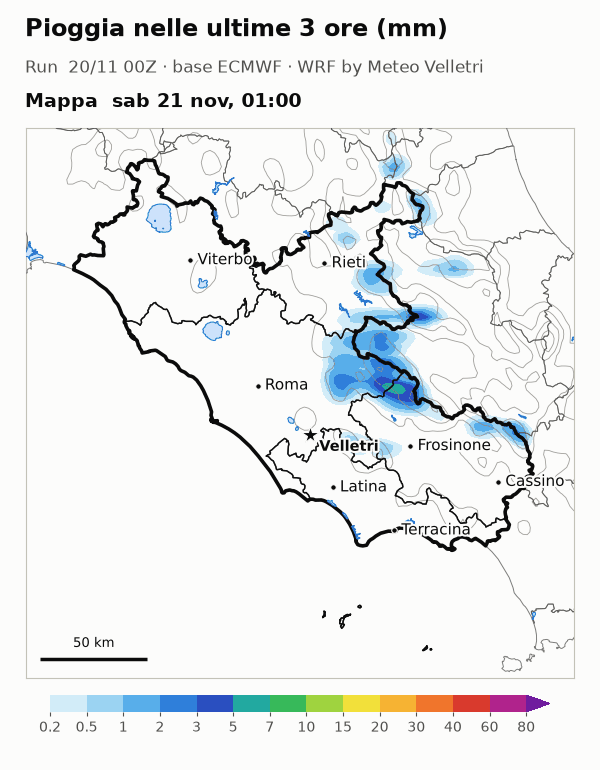 Pioggia nelle ultime 3 ore (mm)
Run  20/11 00Z · base ECMWF · WRF by Meteo Velletri
Mappa  sab 21 nov, 01:00
Viterbo
Rieti
Roma
Velletri
Frosinone
Latina
Cassino
Terracina
50 km
0.2 0.5 1 2 3 5 7 10 15 20 30 40 60 80